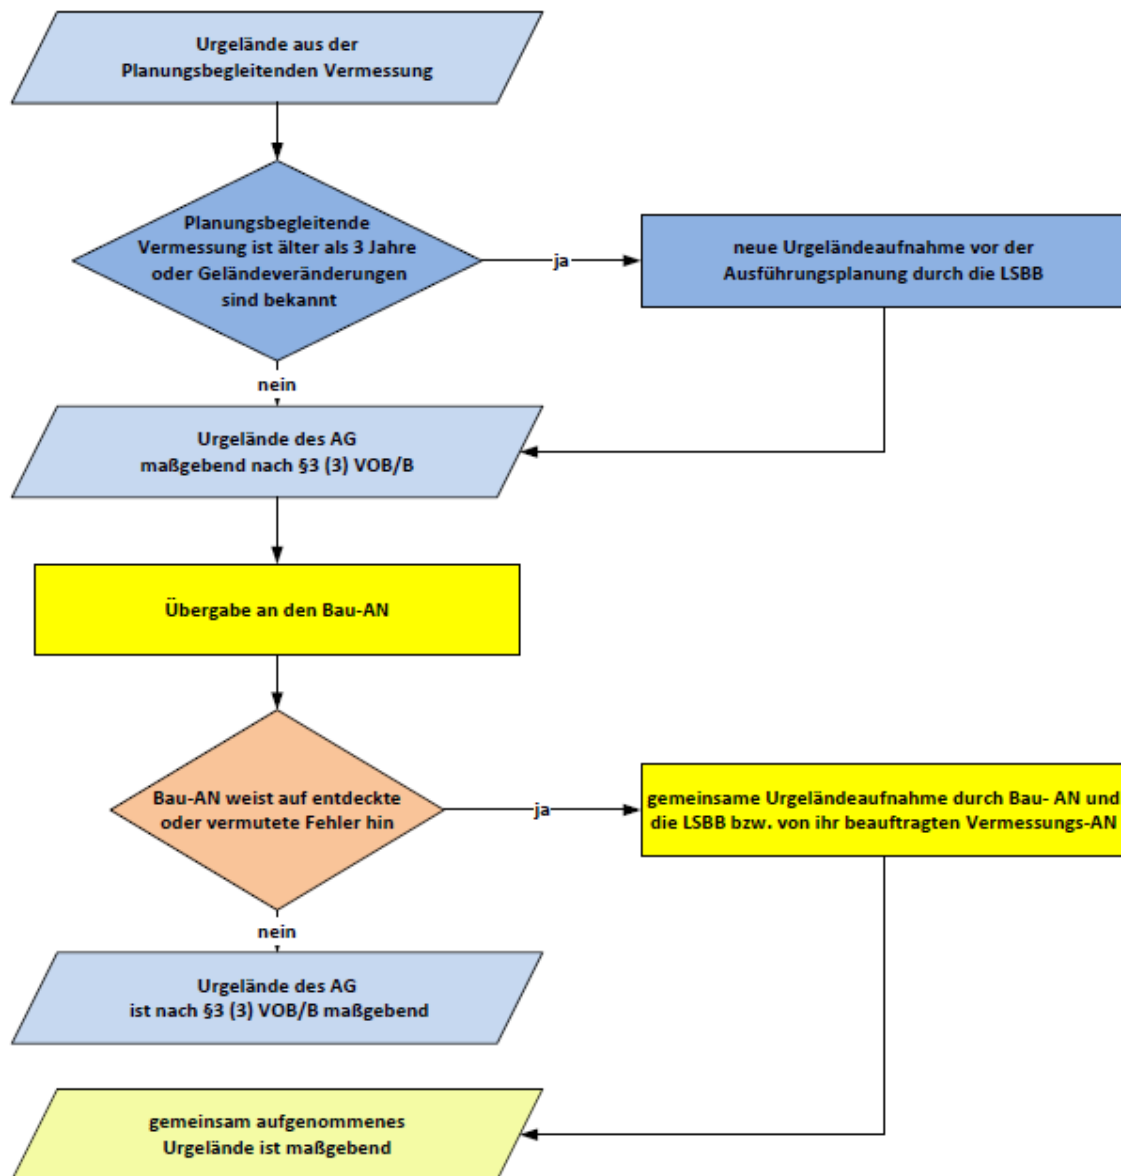 Urgelände aus der
Planungsbegleitenden Vermessung
Planungsbegleitende
Vermessung ist älter als 3 Jahre
oder Geländeveränderungen
sind bekannt
ja
neue Urgeländeaufnahme vor der
Ausführungsplanung durch die LSBB
nein
Urgelände des AG
maßgebend nach §3 (3) VOB/B
Übergabe an den Bau-AN
Bau-AN weist auf entdeckte
oder vermutete Fehler hin
ja
gemeinsame Urgeländeaufnahme durch Bau- AN und
die LSBB bzw. von ihr beauftragten Vermessungs-AN
nein
Urgelände des AG
ist nach §3 (3) VOB/B maßgebend
gemeinsam aufgenommenes
Urgelände ist maßgebend